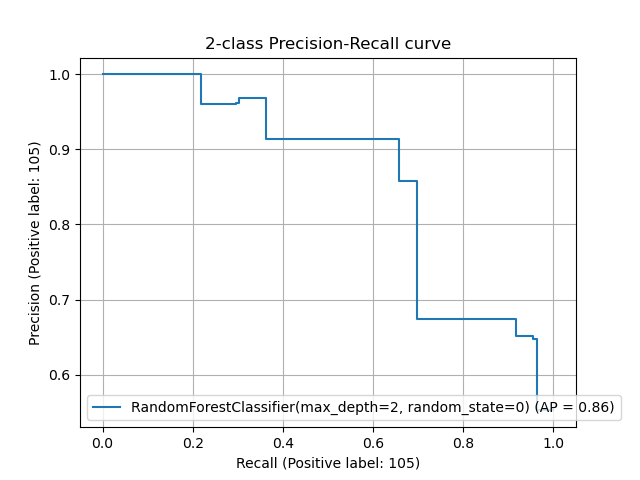 2-class Precision-Recall curve
Precision (Positive label: 105)
1.0
0.9
0.8
0.7
0.6
RandomForestClassifier(max_depth=2, random_state=0) (AP = 0.86)
0.0 0.2 0.4 0.6 0.8 1.0
Recall (Positive label: 105)